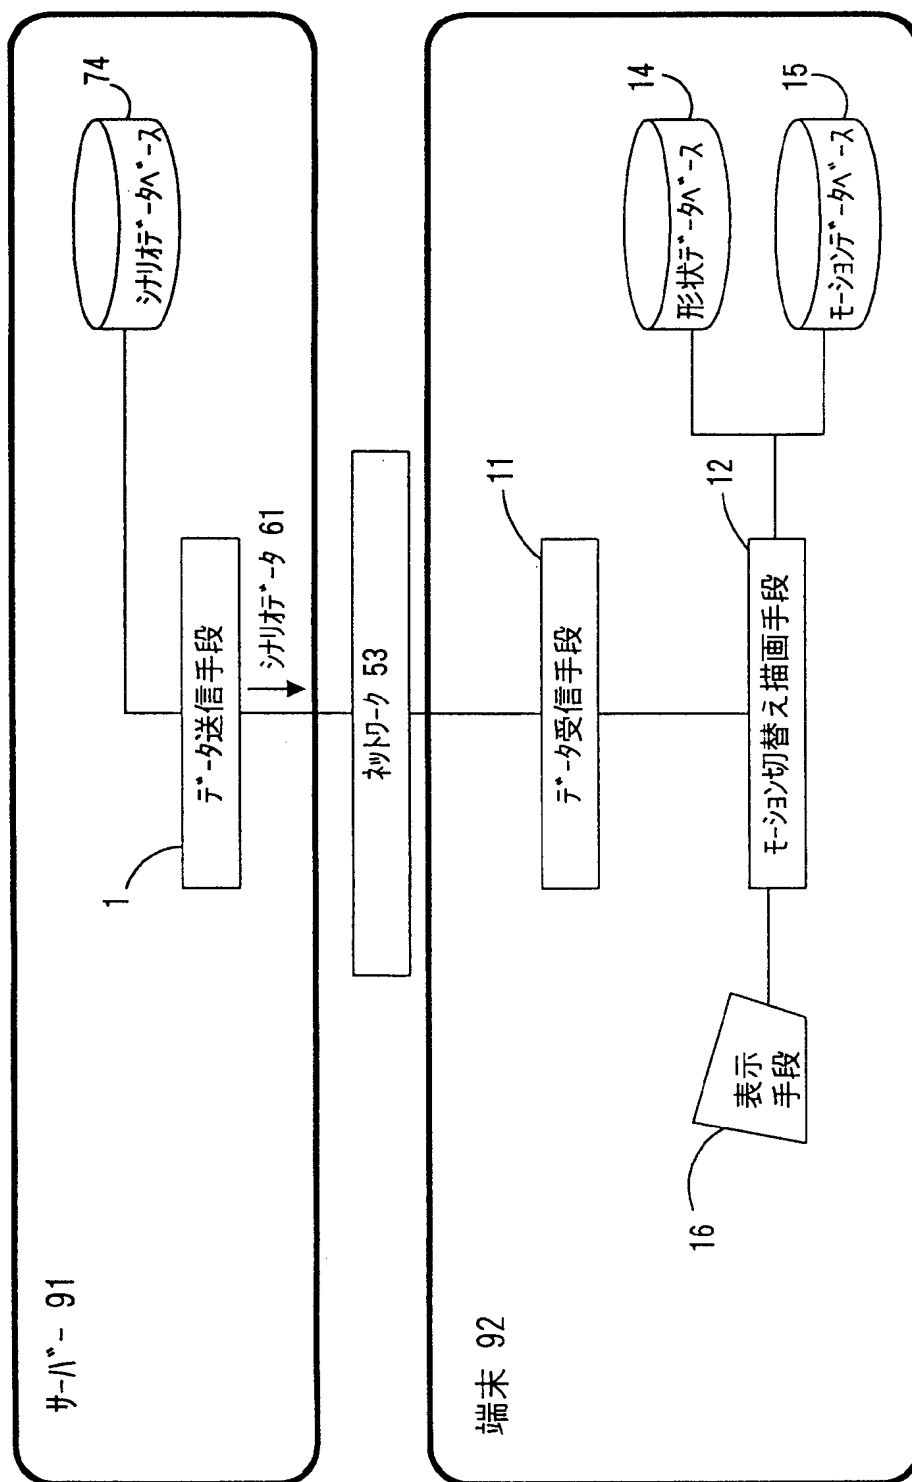 サーバー 91
シナリオデータベース
74
データ送信手段
1
シナリオデータ 61
ネットワーク 53
端末 92
データ受信手段
11
形状データベース
14
モーションデータベース
15
モーション切替え描画手段
12
表示
手段
16